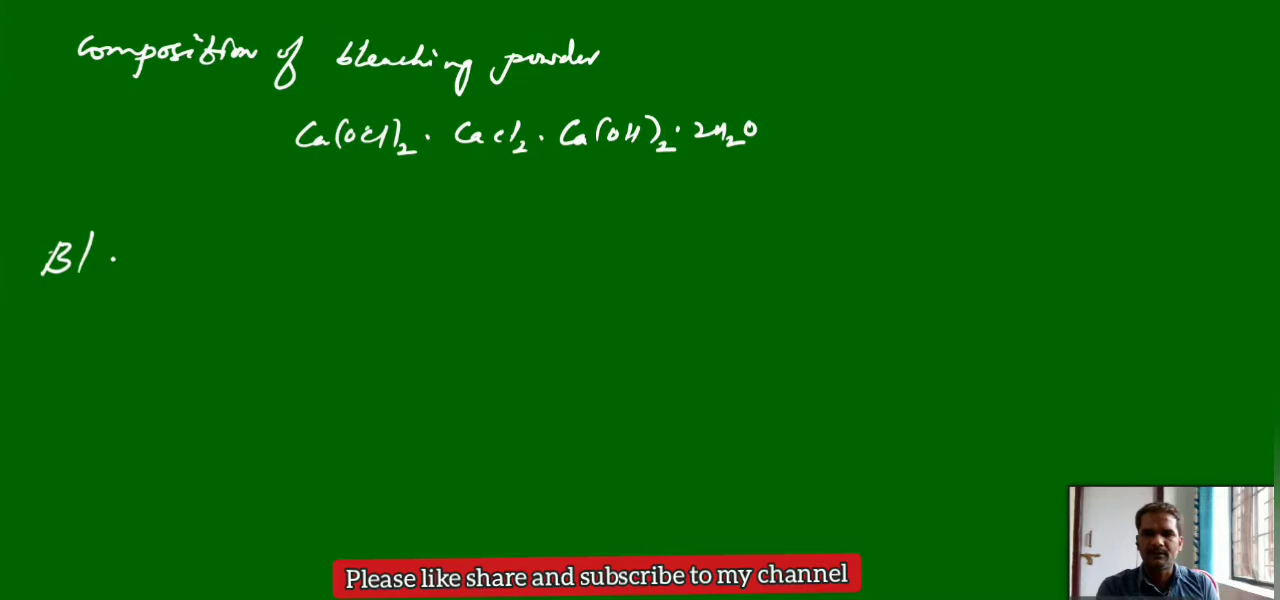 Composition of bleaching powder
Ca(OCl)₂ . CaCl₂ . Ca(OH)₂ . 2H₂O
Bl .
Please like share and subscribe to my channel